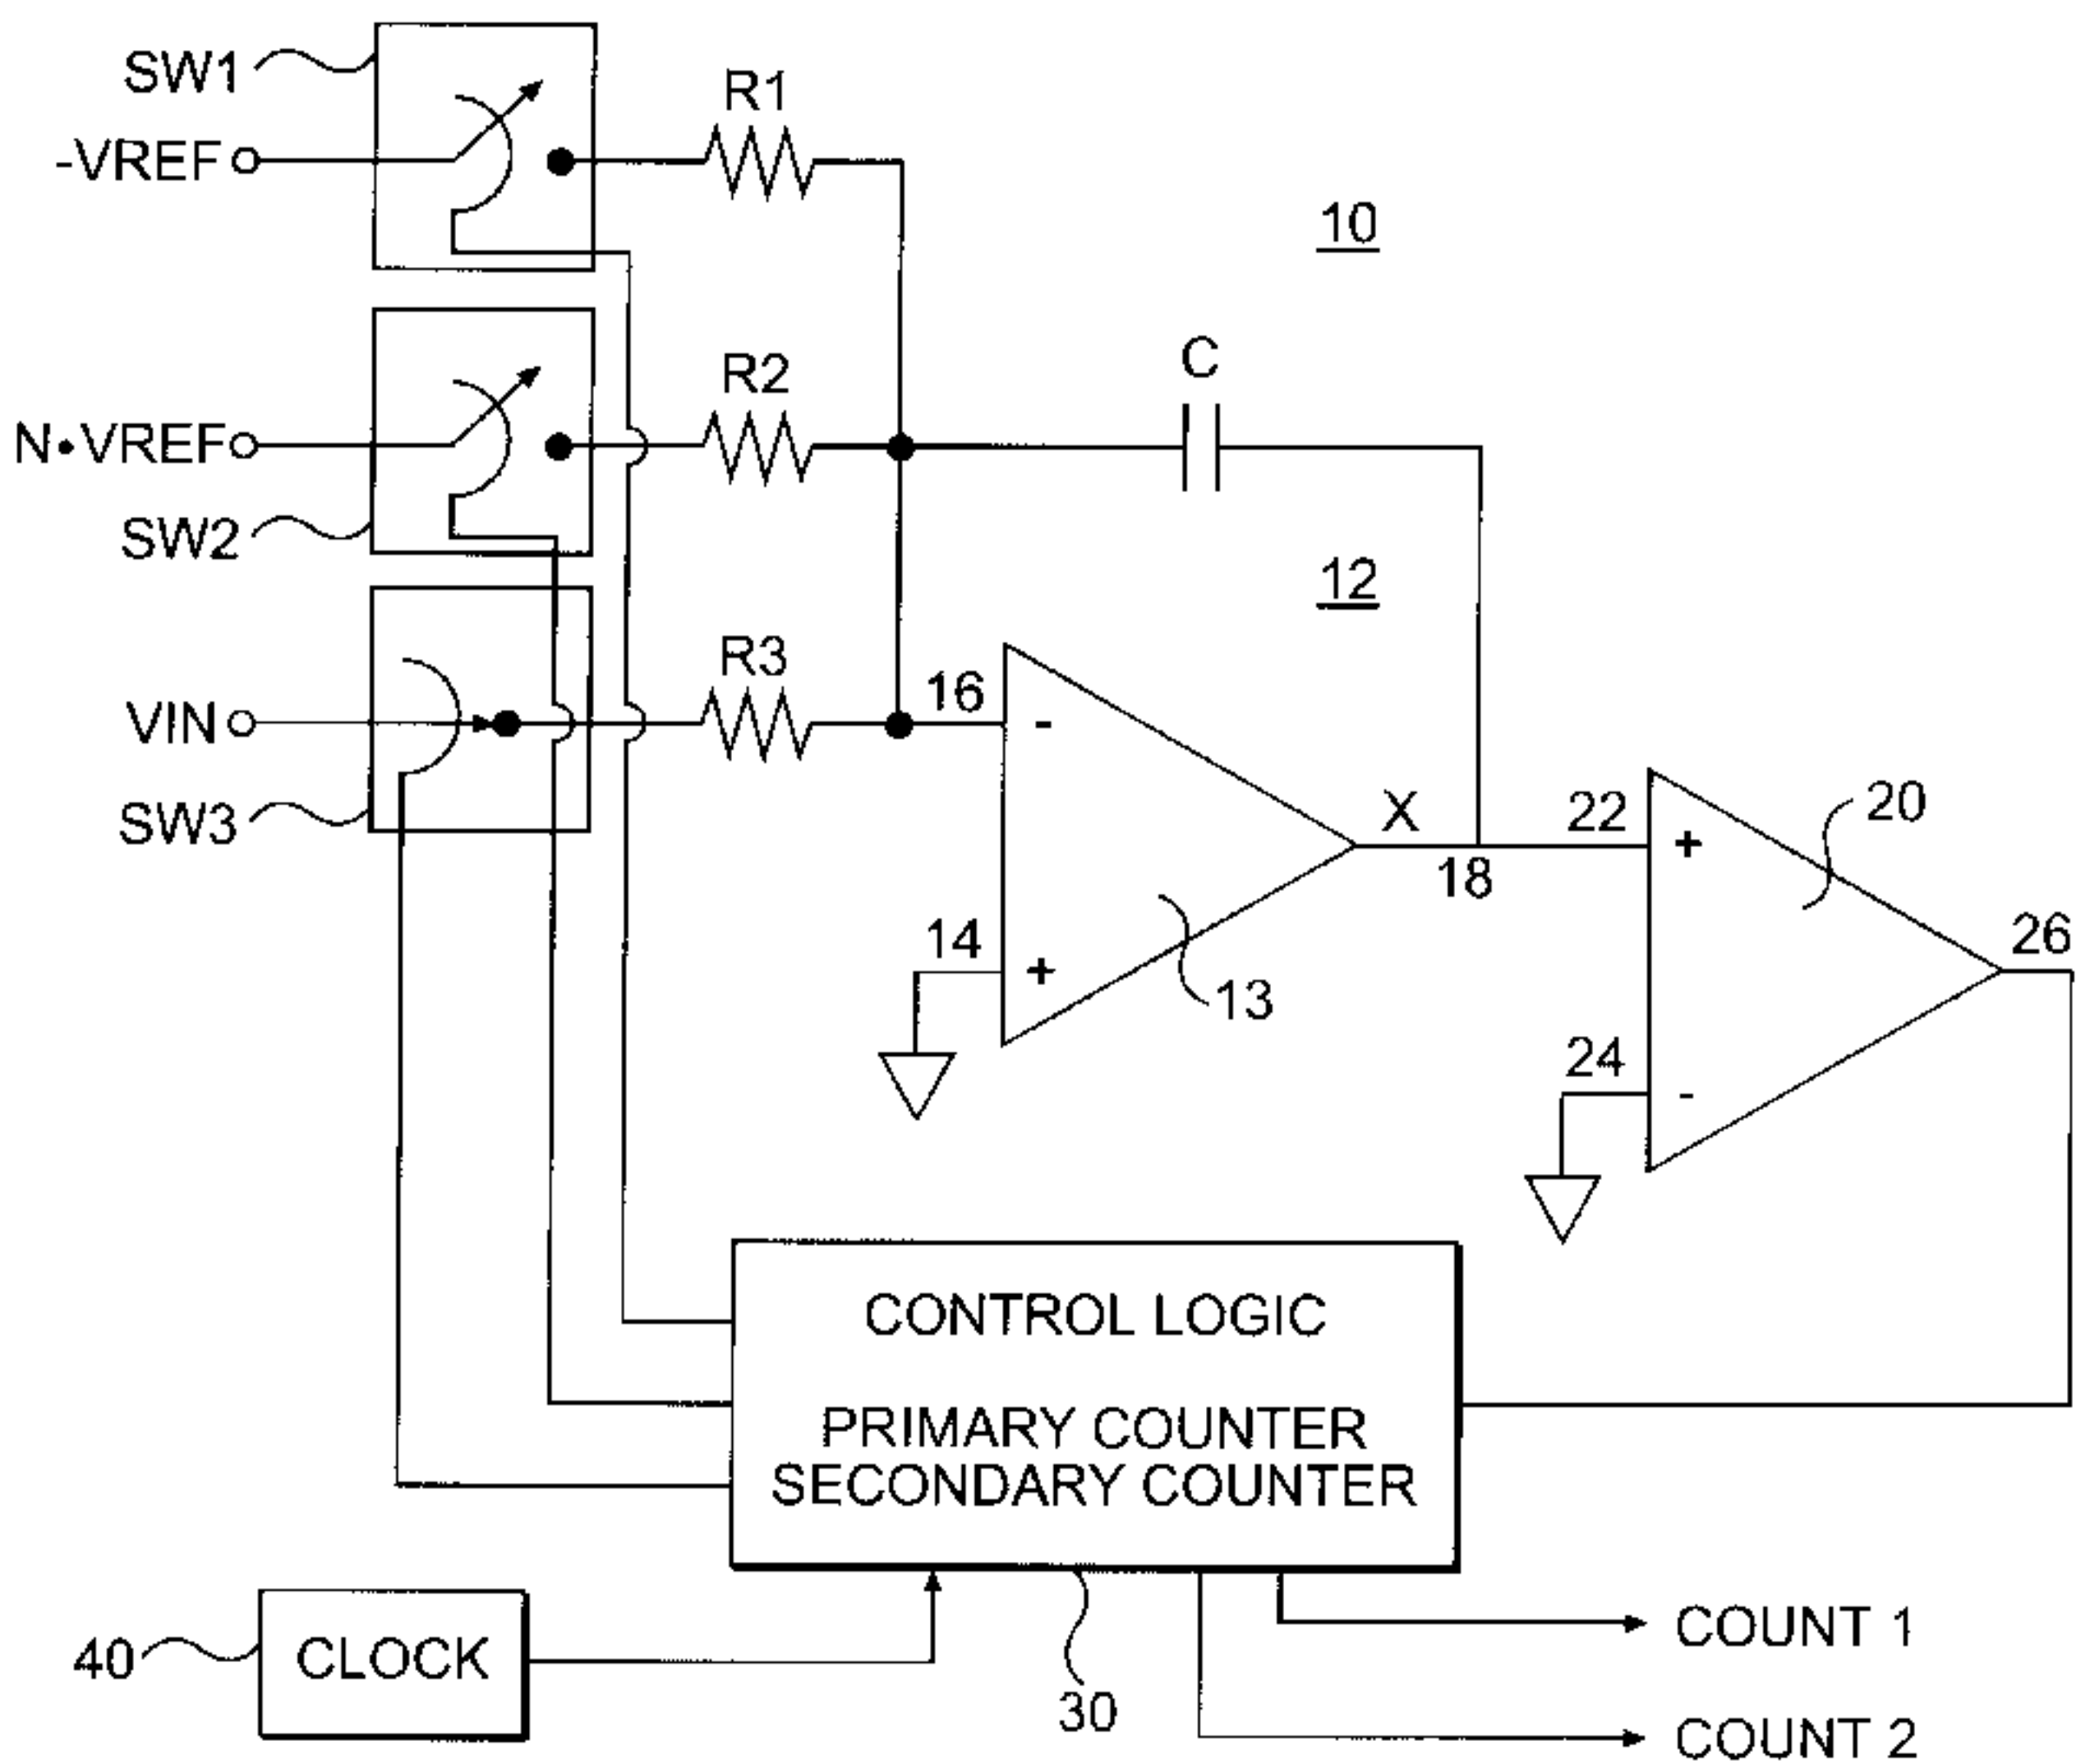 SW1
R1
-VREF
10
C
R2
N•VREF
SW2
12
R3
16
-
VIN
SW3
X
18
22
+
20
14
+
13
26
24
-
CONTROL LOGIC
PRIMARY COUNTER
SECONDARY COUNTER
40
CLOCK
30
COUNT 1
COUNT 2